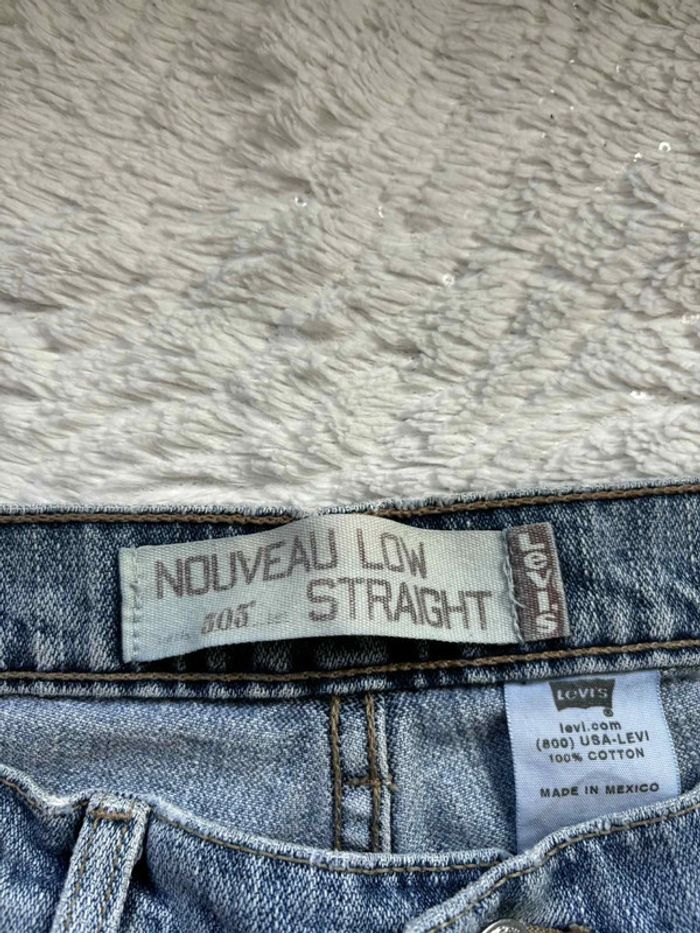 NOUVEAU LOW
505 STRAIGHT
LeVI'S
LeVI'S
®
levi.com
(800) USA-LEVI
100% COTTON
MADE IN MEXICO